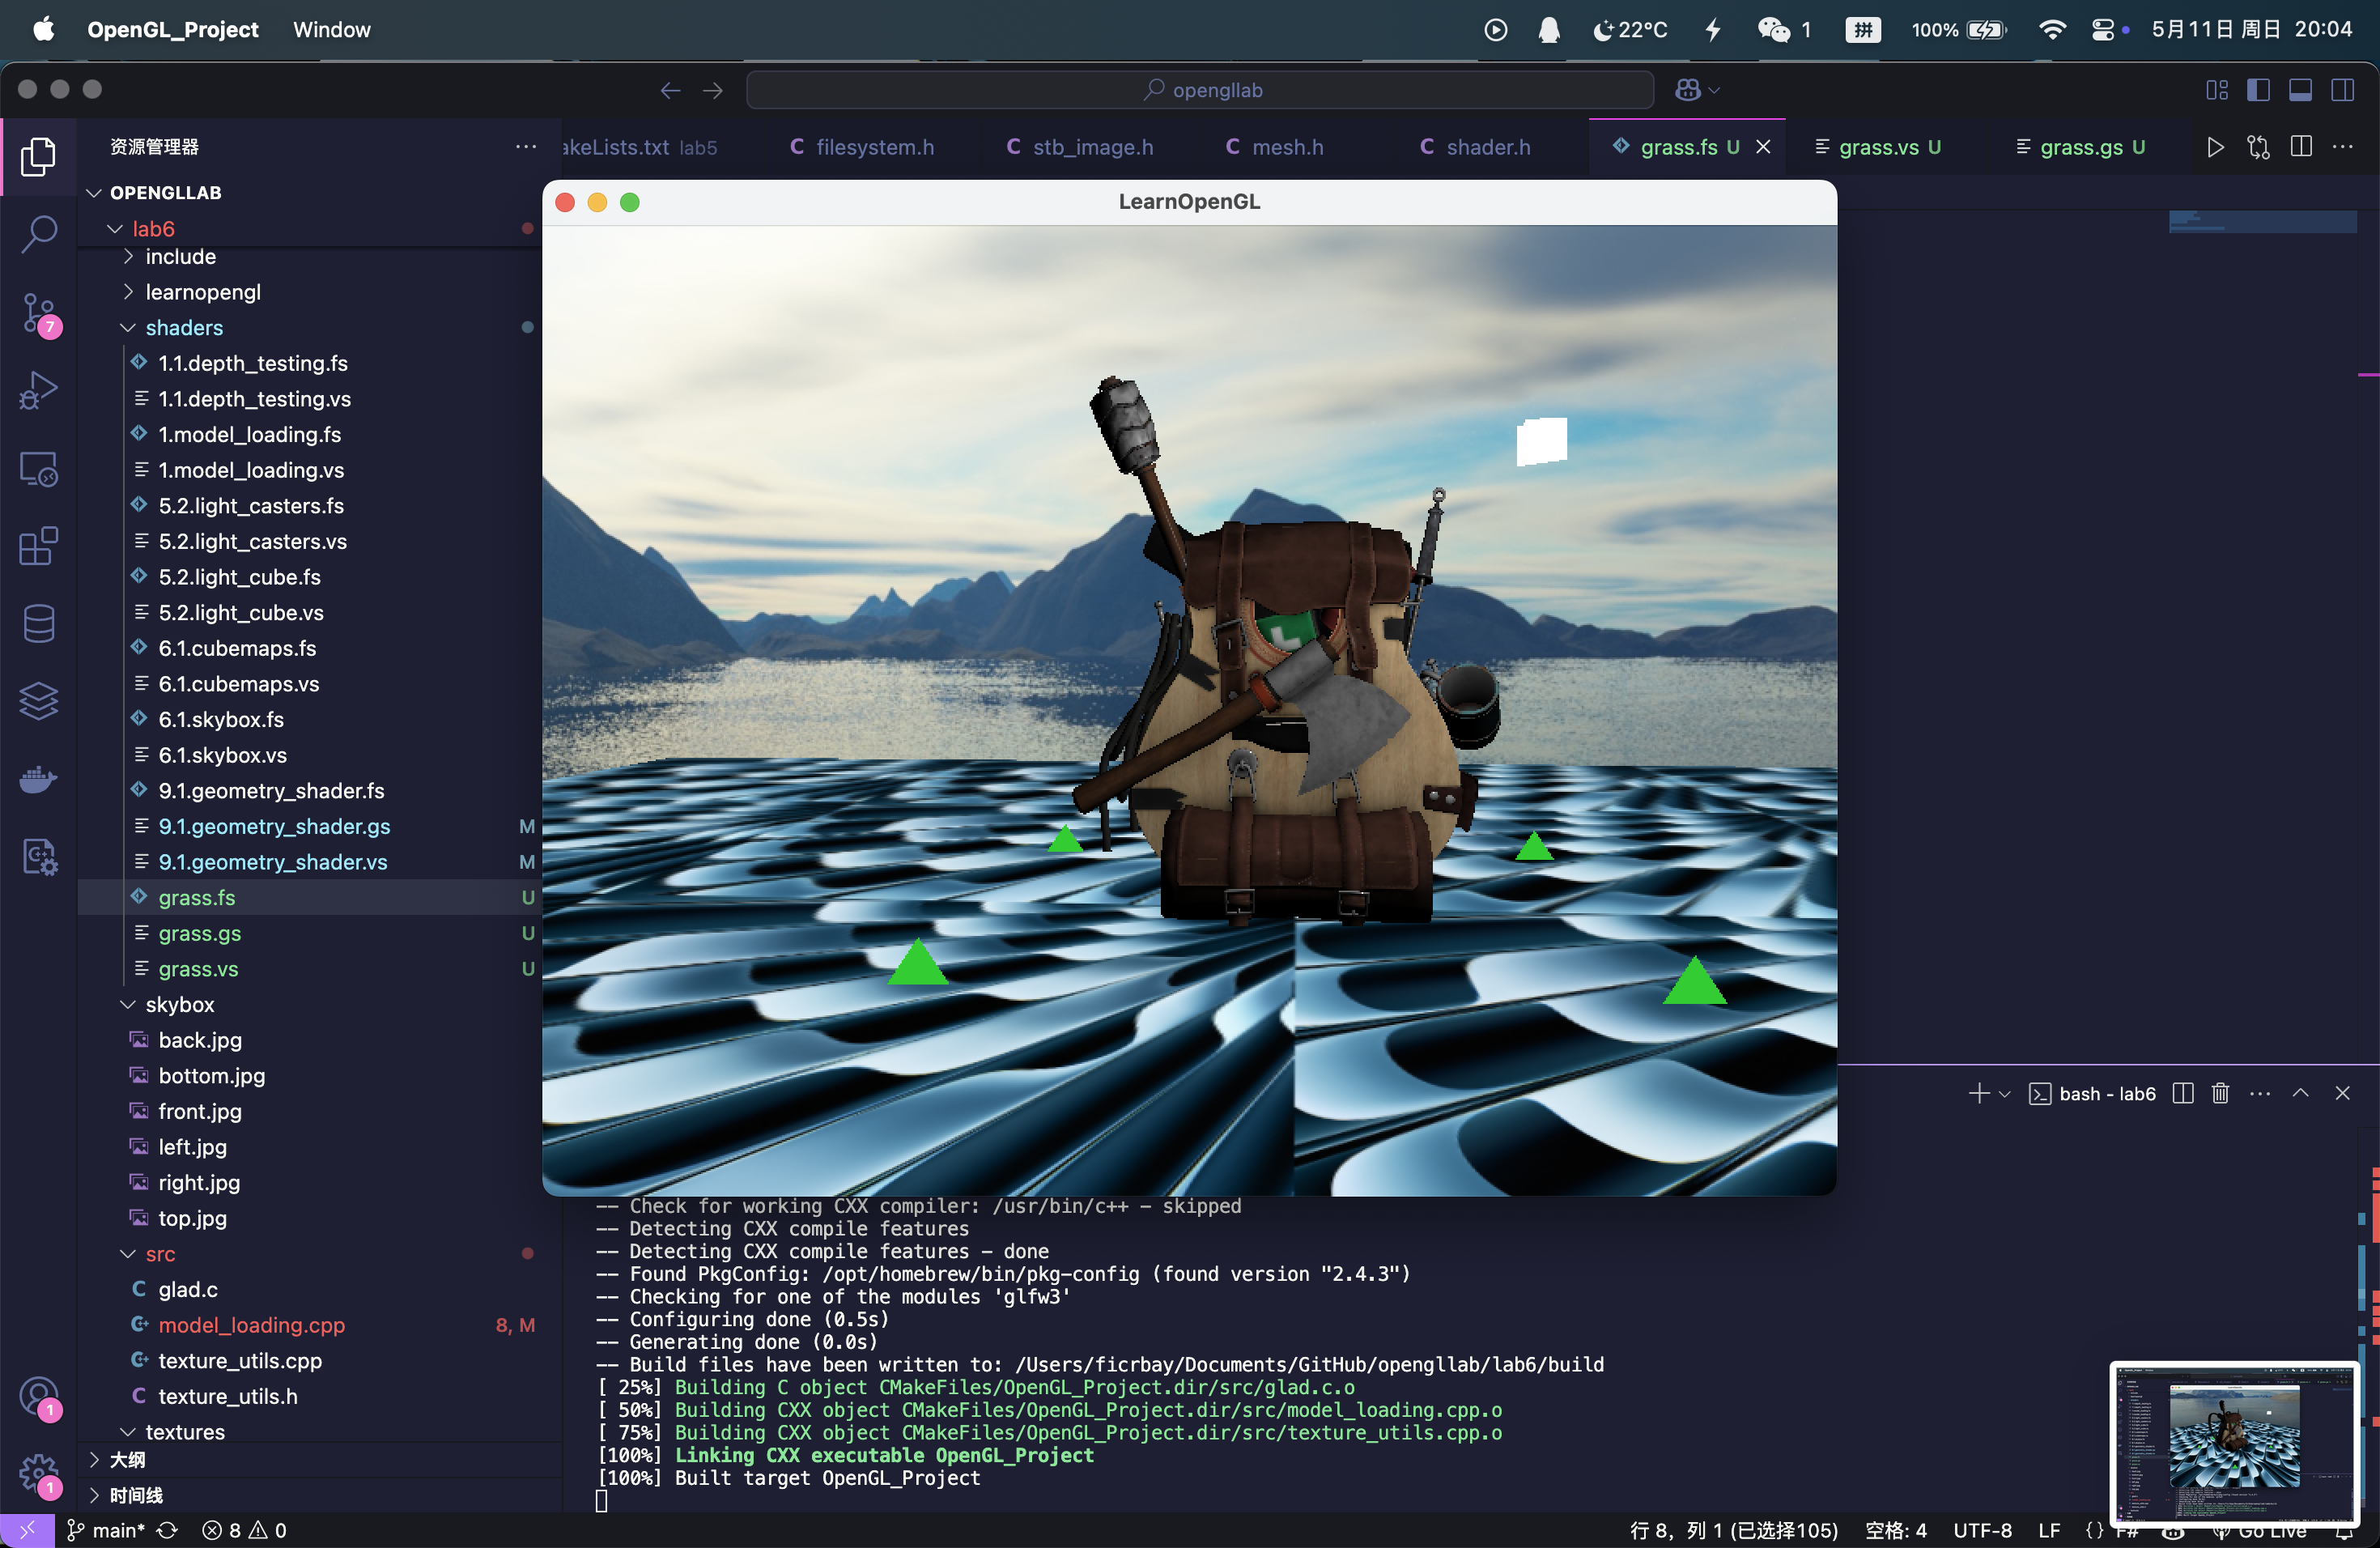 OpenGL_Project Window 22°C 1 拼 100% 5月11日 周日 20:04
opengllab
资源管理器
akeLists.txt lab5 C filesystem.h C stb_image.h C mesh.h C shader.h grass.fs U grass.vs U grass.gs U
OPENGLLAB
LearnOpenGL
lab6
include
learnopengl
shaders
7
1.1.depth_testing.fs
1.1.depth_testing.vs
1.model_loading.fs
1.model_loading.vs
5.2.light_casters.fs
5.2.light_casters.vs
5.2.light_cube.fs
5.2.light_cube.vs
6.1.cubemaps.fs
6.1.cubemaps.vs
6.1.skybox.fs
6.1.skybox.vs
9.1.geometry_shader.fs
9.1.geometry_shader.gs M
9.1.geometry_shader.vs M
grass.fs U
grass.gs U
grass.vs U
skybox
back.jpg
bottom.jpg
front.jpg
left.jpg
right.jpg
top.jpg
src
C glad.c
C+ model_loading.cpp 8, M
C+ texture_utils.cpp
C texture_utils.h
textures
1
大纲
1
时间线
bash - lab6
-- Check for working CXX compiler: /usr/bin/c++ - skipped
-- Detecting CXX compile features
-- Detecting CXX compile features - done
-- Found PkgConfig: /opt/homebrew/bin/pkg-config (found version "2.4.3")
-- Checking for one of the modules 'glfw3'
-- Configuring done (0.5s)
-- Generating done (0.0s)
-- Build files have been written to: /Users/ficrbay/Documents/GitHub/opengllab/lab6/build
[ 25%] Building C object CMakeFiles/OpenGL_Project.dir/src/glad.c.o
[ 50%] Building CXX object CMakeFiles/OpenGL_Project.dir/src/model_loading.cpp.o
[ 75%] Building CXX object CMakeFiles/OpenGL_Project.dir/src/texture_utils.cpp.o
[100%] Linking CXX executable OpenGL_Project
[100%] Built target OpenGL_Project
main* 8 0 行 8，列 1 (已选择105) 空格: 4 UTF-8 LF {} F# Go Live